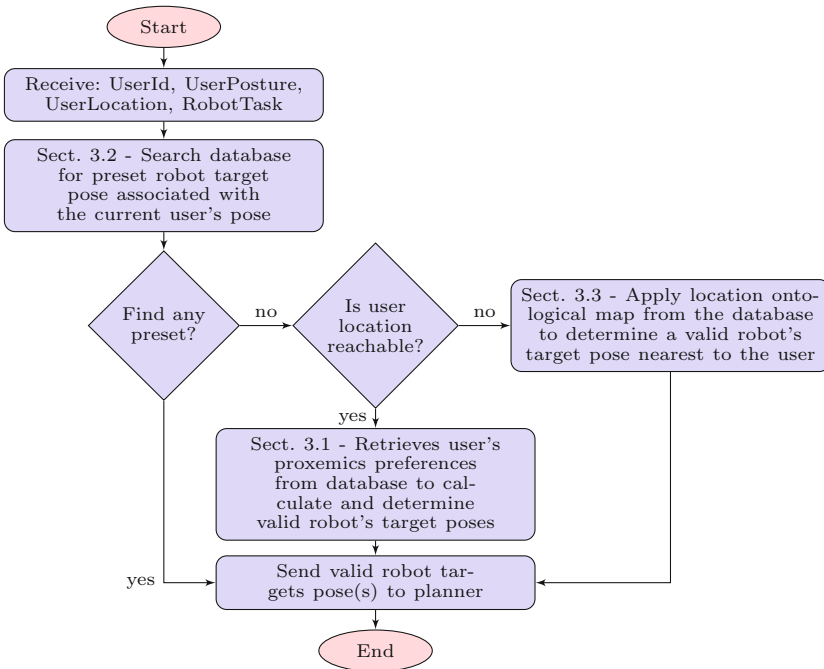 Start
Receive: UserId, UserPosture,
UserLocation, RobotTask
Sect. 3.2 - Search database
for preset robot target
pose associated with
the current user's pose
Find any
preset?
no
Is user
location
reachable?
no
Sect. 3.3 - Apply location onto-
logical map from the database
to determine a valid robot's
target pose nearest to the user
yes
Sect. 3.1 - Retrieves user's
proxemics preferences
from database to cal-
culate and determine
valid robot's target poses
yes
Send valid robot tar-
gets pose(s) to planner
End